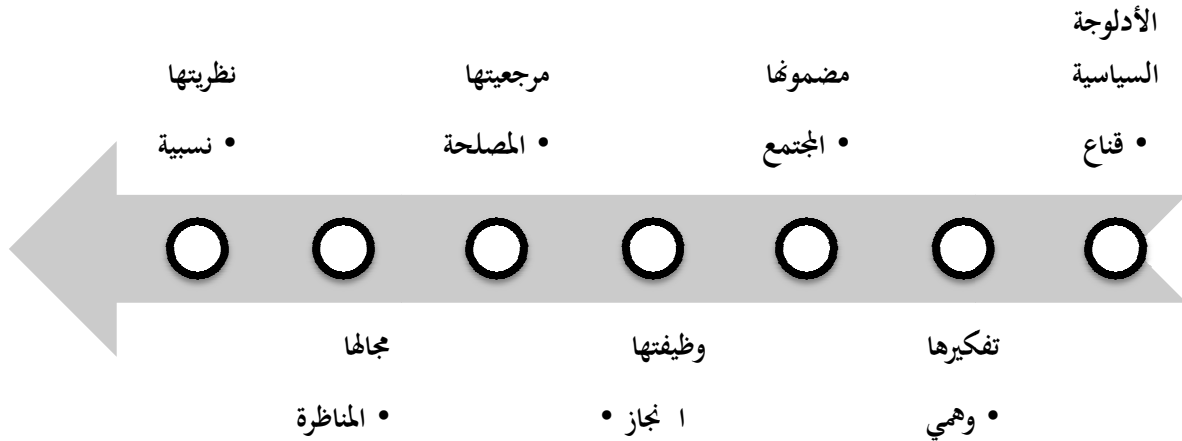 الأدلوجة
السياسية
• قناع
مضمونها
• المجتمع
مرجعيتها
• المصلحة
نظريتها
• نسبية
تفكيرها
• وهمي
وظيفتها
ا نجاز •
مجالها
• المناظرة